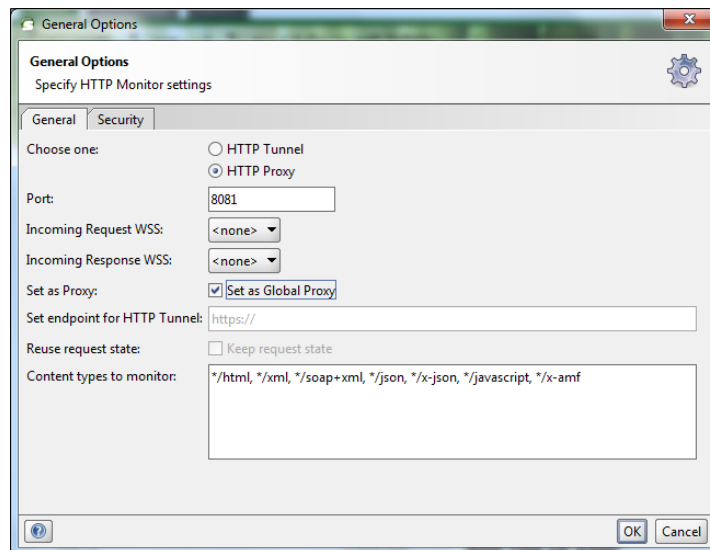 General Options
General Options
Specify HTTP Monitor settings
General Security
Choose one: HTTP Tunnel
HTTP Proxy
Port: 8081
Incoming Request WSS: <none>
Incoming Response WSS: <none>
Set as Proxy: Set as Global Proxy
Set endpoint for HTTP Tunnel: https://
Reuse request state: Keep request state
Content types to monitor: */html, */xml, */soap+xml, */json, */x-json, */javascript, */x-amf
OK Cancel